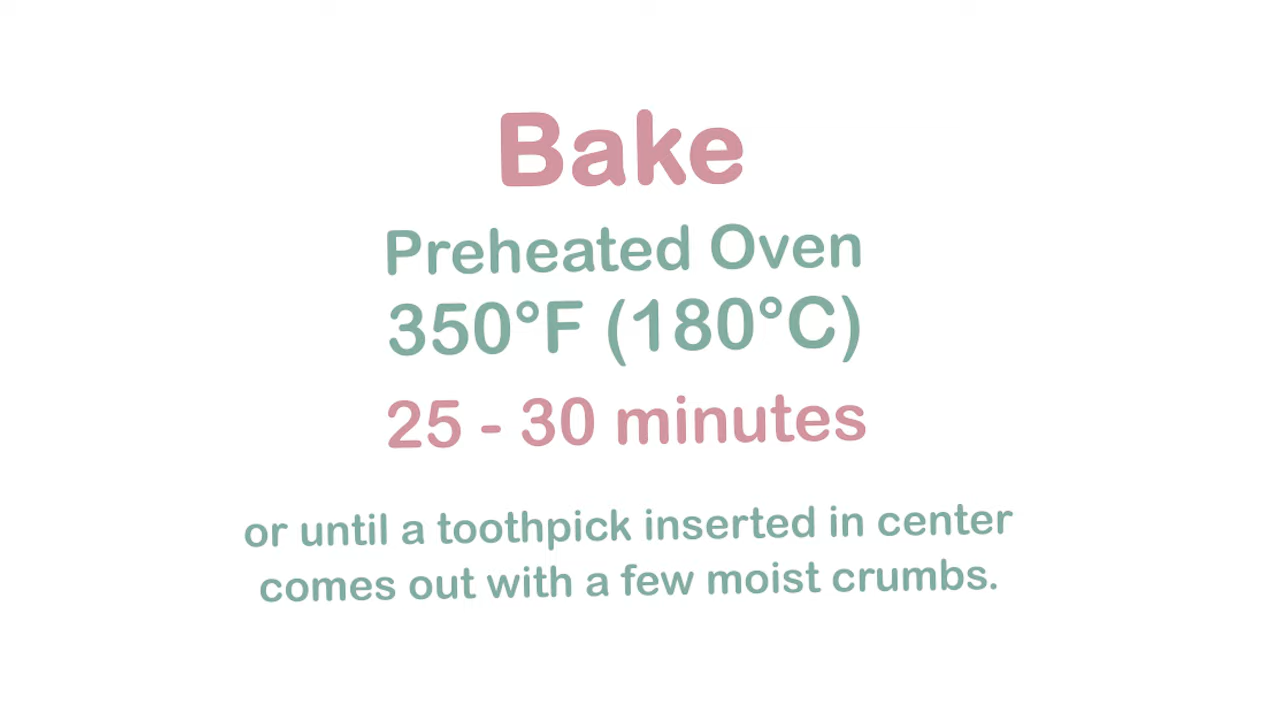 Bake
Preheated Oven
350°F (180°C)
25 - 30 minutes
or until a toothpick inserted in center
comes out with a few moist crumbs.